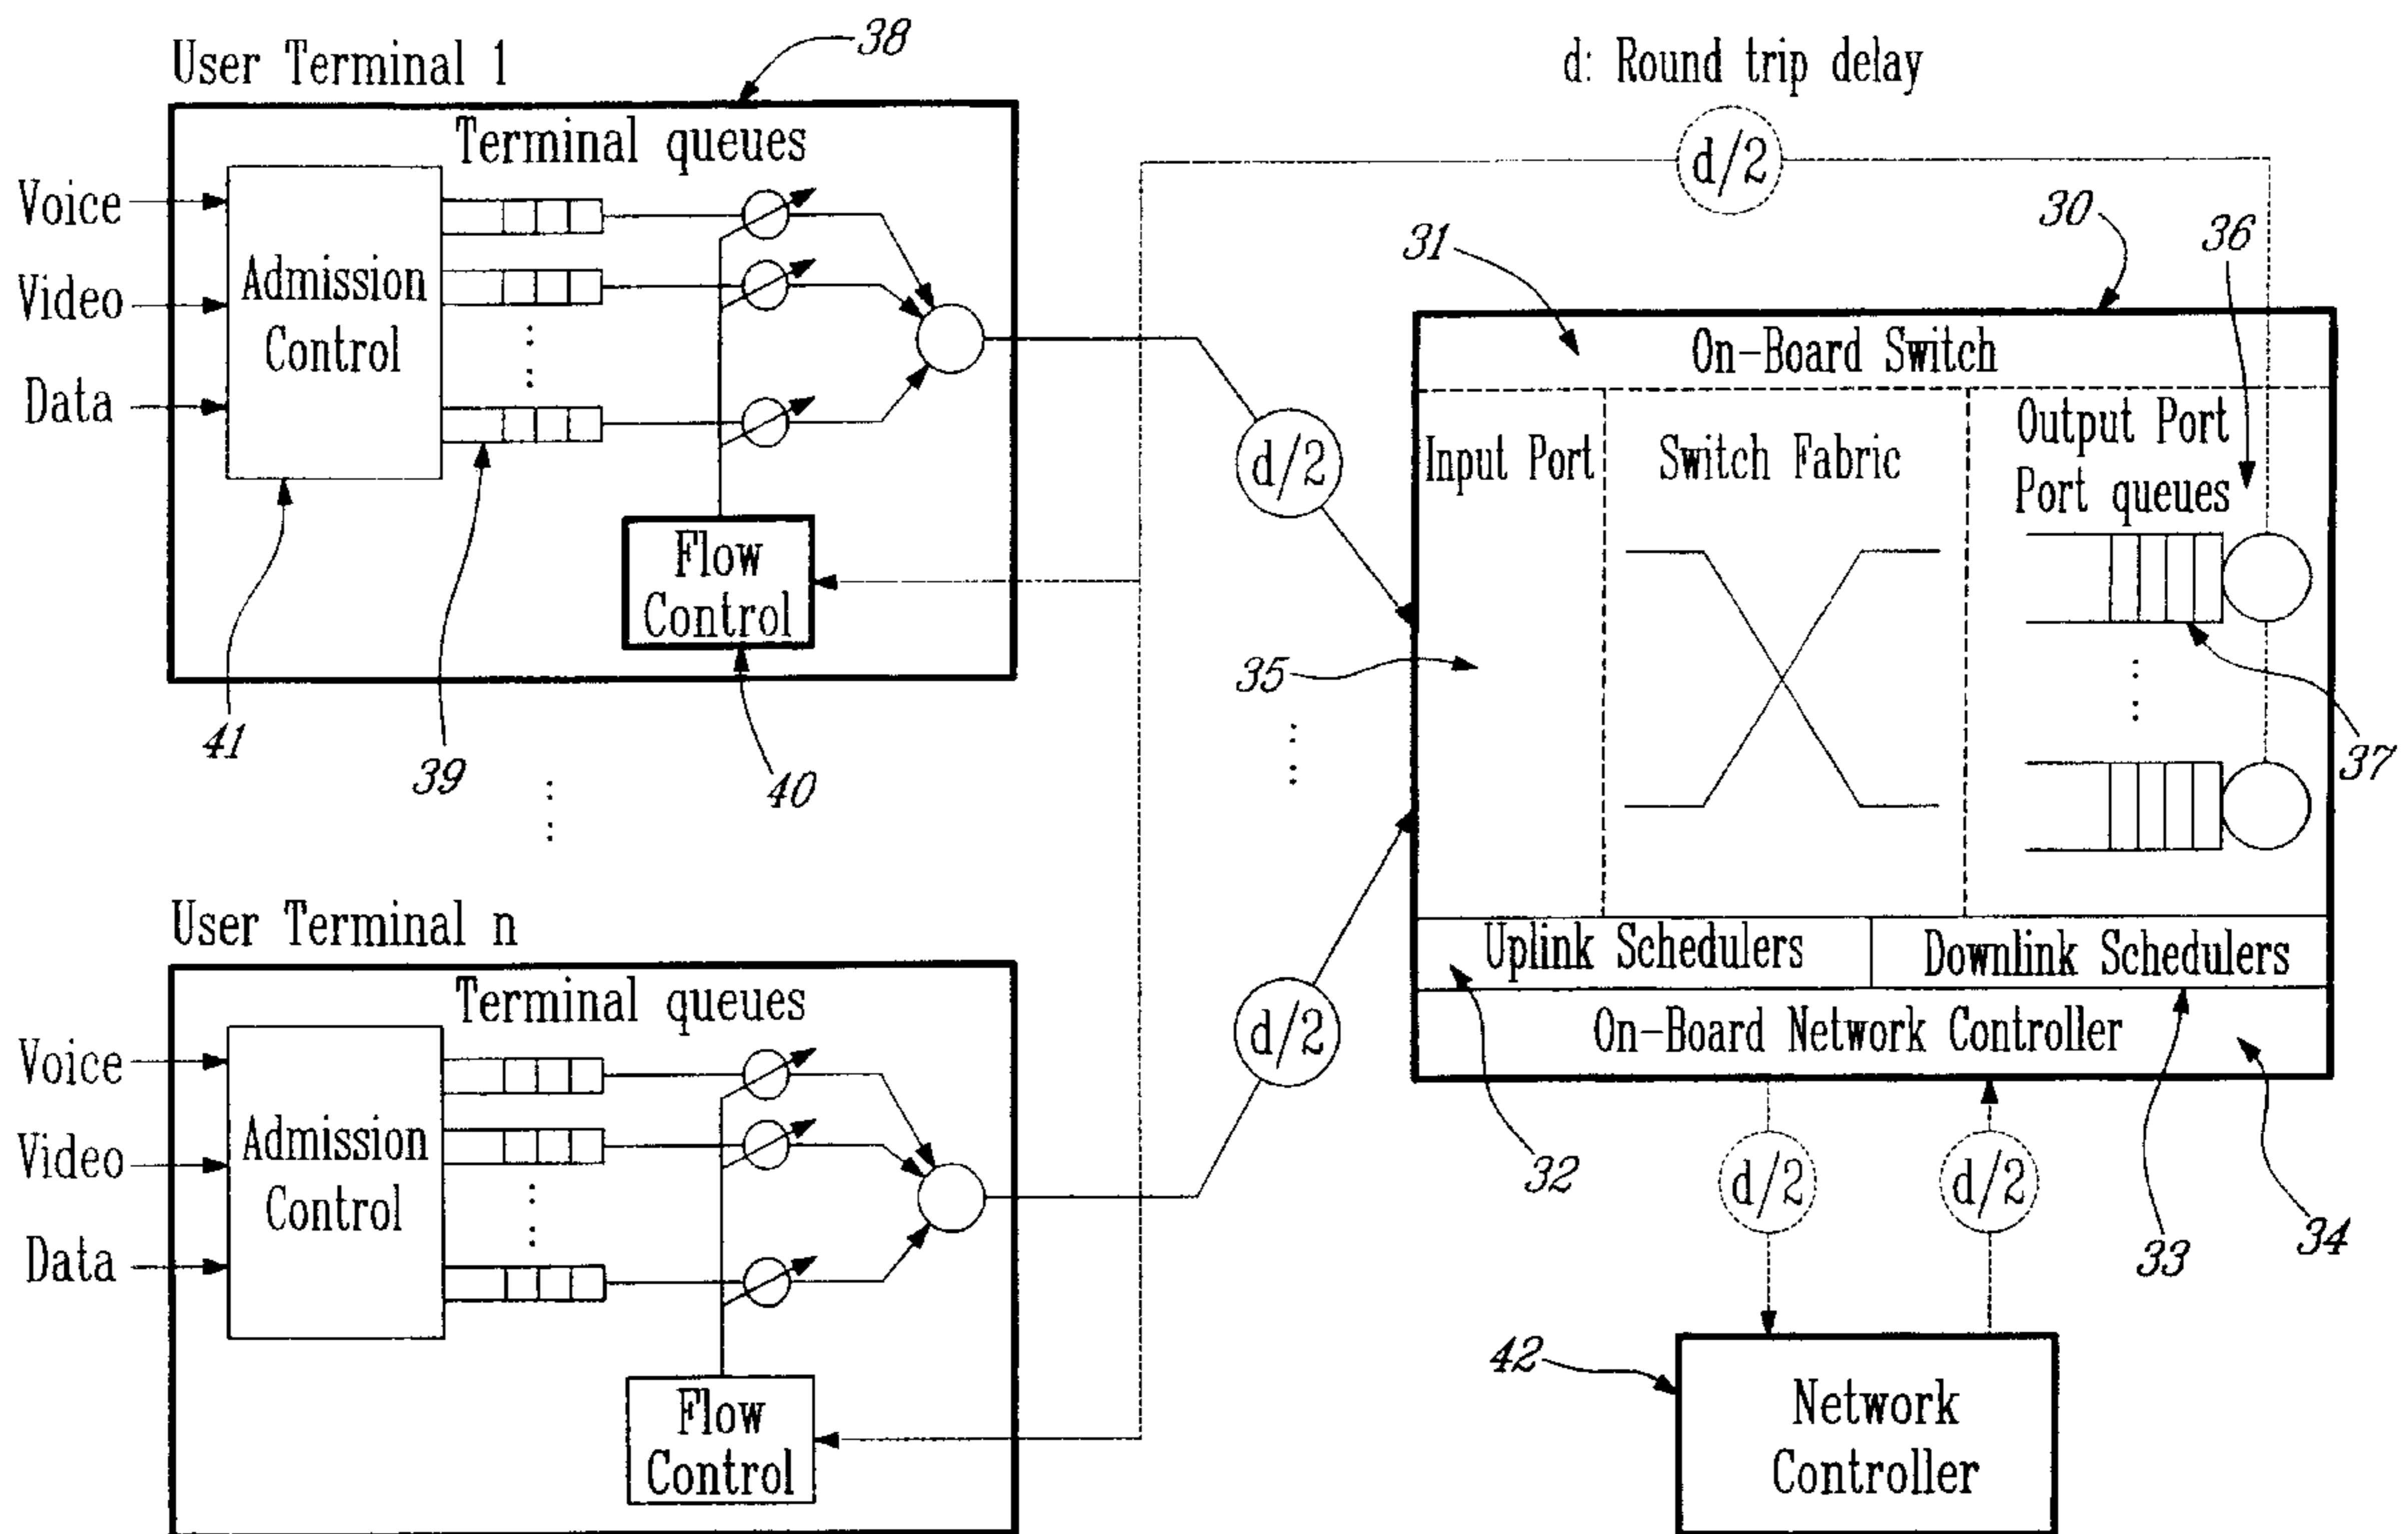 38
User Terminal 1
d: Round trip delay
Terminal queues
d/2
Voice
Video
Data
Admission
Control
30
31
36
On-Board Switch
Input Port
Switch Fabric
Output Port
Port queues
d/2
Flow
Control
35
37
41
39
40
User Terminal n
Terminal queues
Voice
Video
Data
Admission
Control
Flow
Control
d/2
Uplink Schedulers
Downlink Schedulers
On-Board Network Controller
32
d/2
d/2
33
34
42
Network
Controller